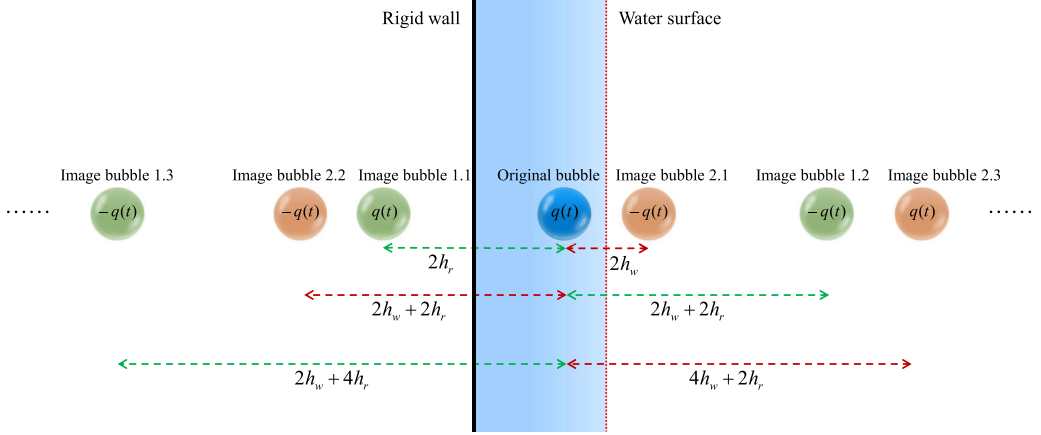 Rigid wall
Water surface
Image bubble 1.3
Image bubble 2.2
Image bubble 1.1
Original bubble
Image bubble 2.1
Image bubble 1.2
Image bubble 2.3
......
−q(t)
−q(t)
q(t)
q(t)
−q(t)
−q(t)
q(t)
......
2h_r
2h_w
2h_w + 2h_r
2h_w + 2h_r
2h_w + 4h_r
4h_w + 2h_r